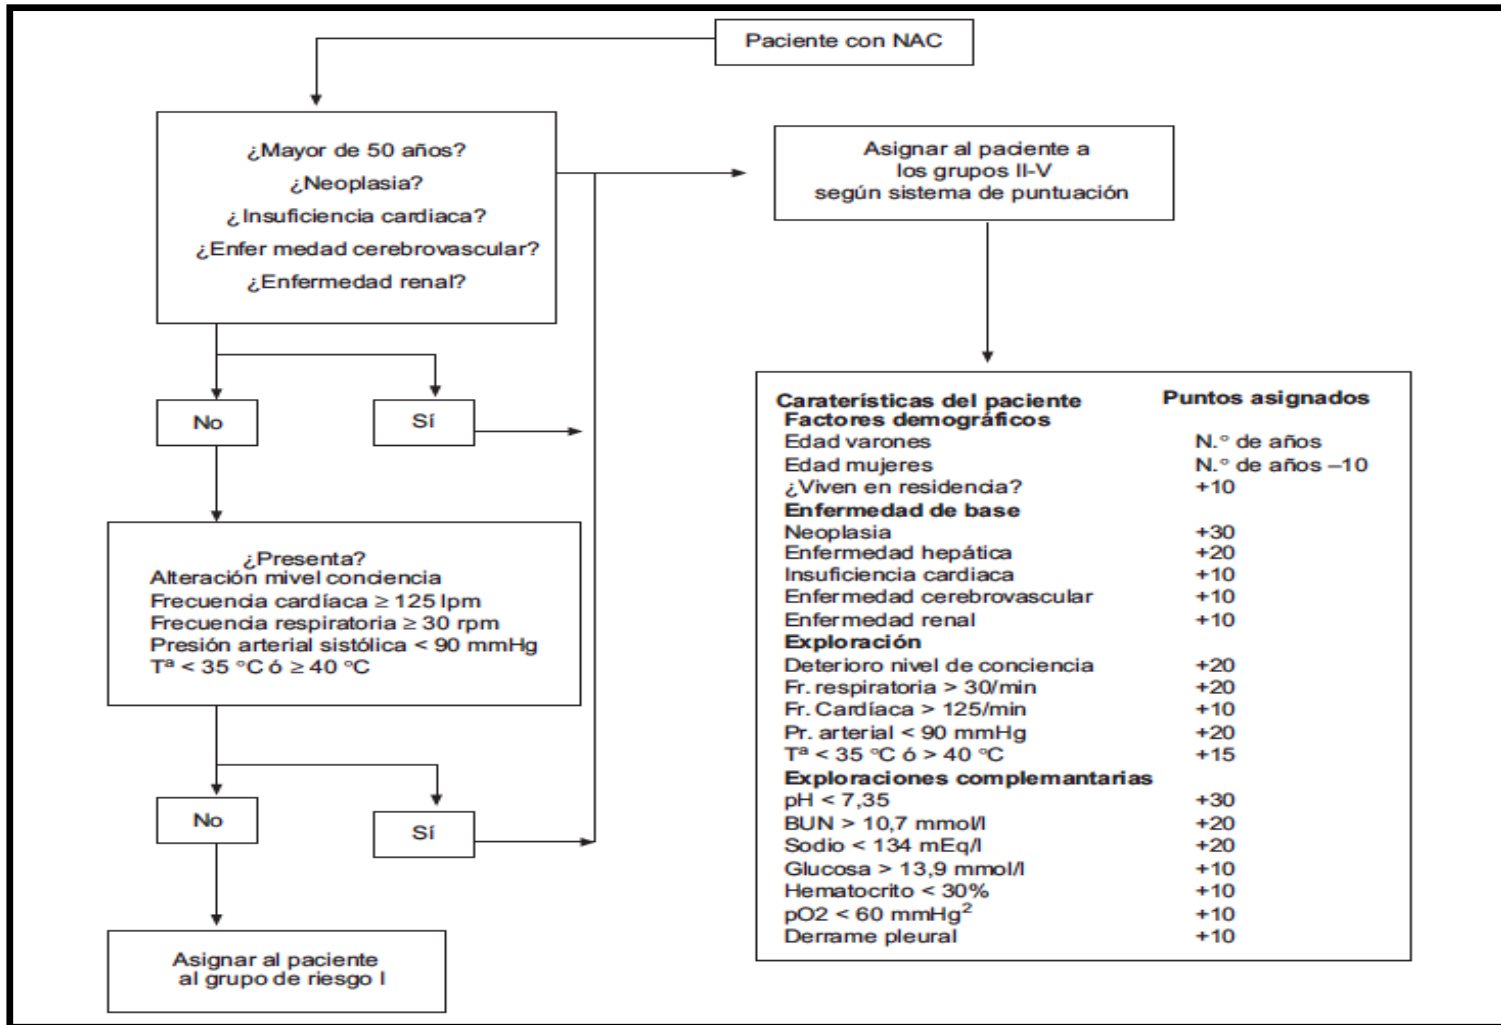 Paciente con NAC
¿Mayor de 50 años?
¿Neoplasia?
¿Insuficiencia cardiaca?
¿Enfer medad cerebrovascular?
¿Enfermedad renal?
No
Sí
¿Presenta?
Alteración mivel conciencia
Frecuencia cardíaca ≥ 125 lpm
Frecuencia respiratoria ≥ 30 rpm
Presión arterial sistólica < 90 mmHg
Tª < 35 °C ó ≥ 40 °C
No
Sí
Asignar al paciente
al grupo de riesgo I
Asignar al paciente a
los grupos II-V
según sistema de puntuación
Caraterísticas del paciente Puntos asignados
Factores demográficos
Edad varones N.º de años
Edad mujeres N.º de años –10
¿Viven en residencia? +10
Enfermedad de base
Neoplasia +30
Enfermedad hepática +20
Insuficiencia cardiaca +10
Enfermedad cerebrovascular +10
Enfermedad renal +10
Exploración
Deterioro nivel de conciencia +20
Fr. respiratoria > 30/min +20
Fr. Cardíaca > 125/min +10
Pr. arterial < 90 mmHg +20
Tª < 35 °C ó > 40 °C +15
Exploraciones complemantarias
pH < 7,35 +30
BUN > 10,7 mmol/l +20
Sodio < 134 mEq/l +20
Glucosa > 13,9 mmol/l +10
Hematocrito < 30% +10
pO2 < 60 mmHg² +10
Derrame pleural +10